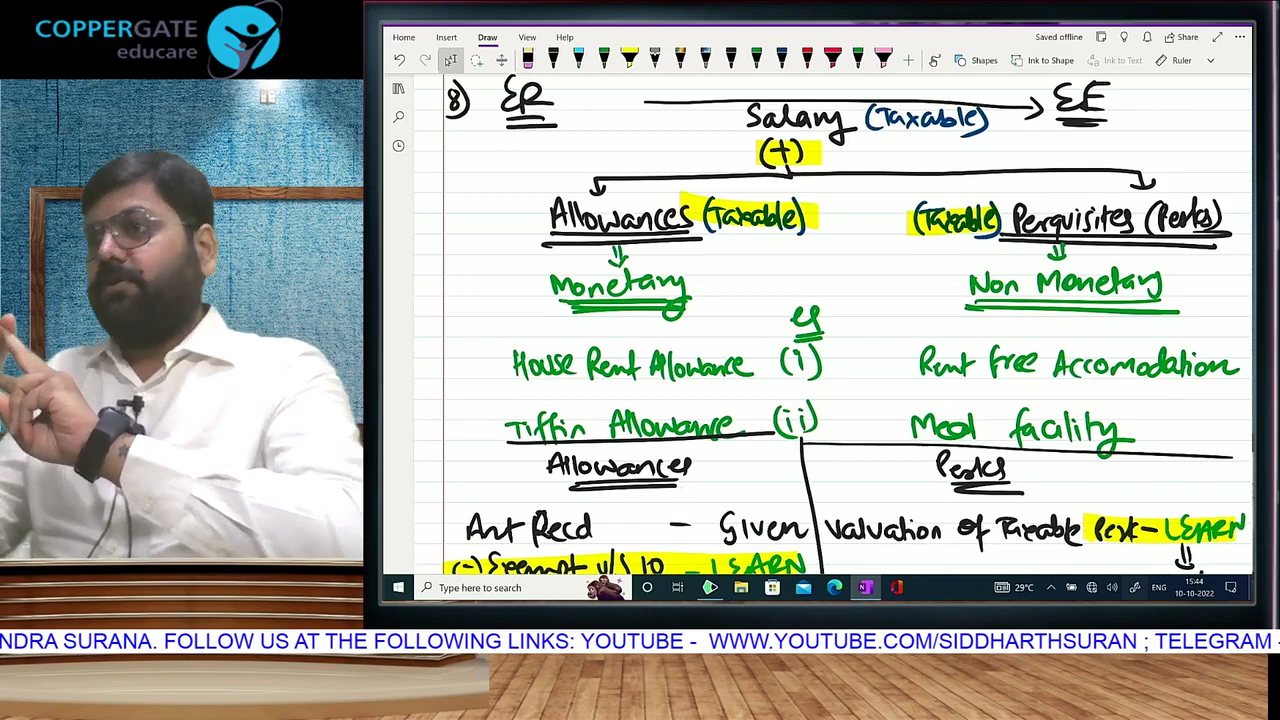 COPPERGATE
educare
Home Insert Draw View Help
Saved offline
Share
Shapes
Ink to Shape
Ink to Text
Ruler
8) ER → EE
Salary (Taxable)
(+)
Allowances (Taxable)
(Taxable) Perquisites (Perks)
Monetary
Non Monetary
eg
House Rent Allowance (i) Rent free Accomodation
Tiffin Allowance (ii) Meal facility
Allowances
Perks
Amt Recd - Given
Valuation of Taxable Perk - LEARN
(-) Exempt u/s 10 - LEARN
Type here to search
29°C
ENG
15:44
10-10-2022
NDRA SURANA. FOLLOW US AT THE FOLLOWING LINKS: YOUTUBE - WWW.YOUTUBE.COM/SIDDHARTHSURAN ; TELEGRAM -